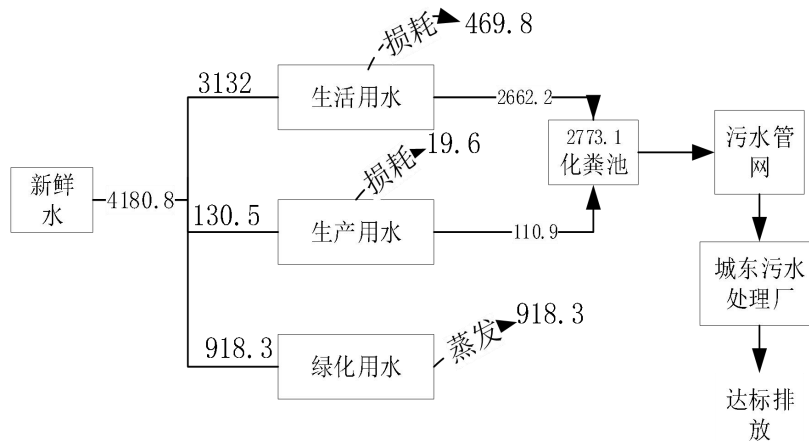 损耗 469.8
3132
生活用水
2662.2
2773.1
化粪池
污水管
网
损耗 19.6
新鲜
水
4180.8
130.5
生产用水
110.9
城东污水
处理厂
918.3
绿化用水
蒸发 918.3
达标排
放